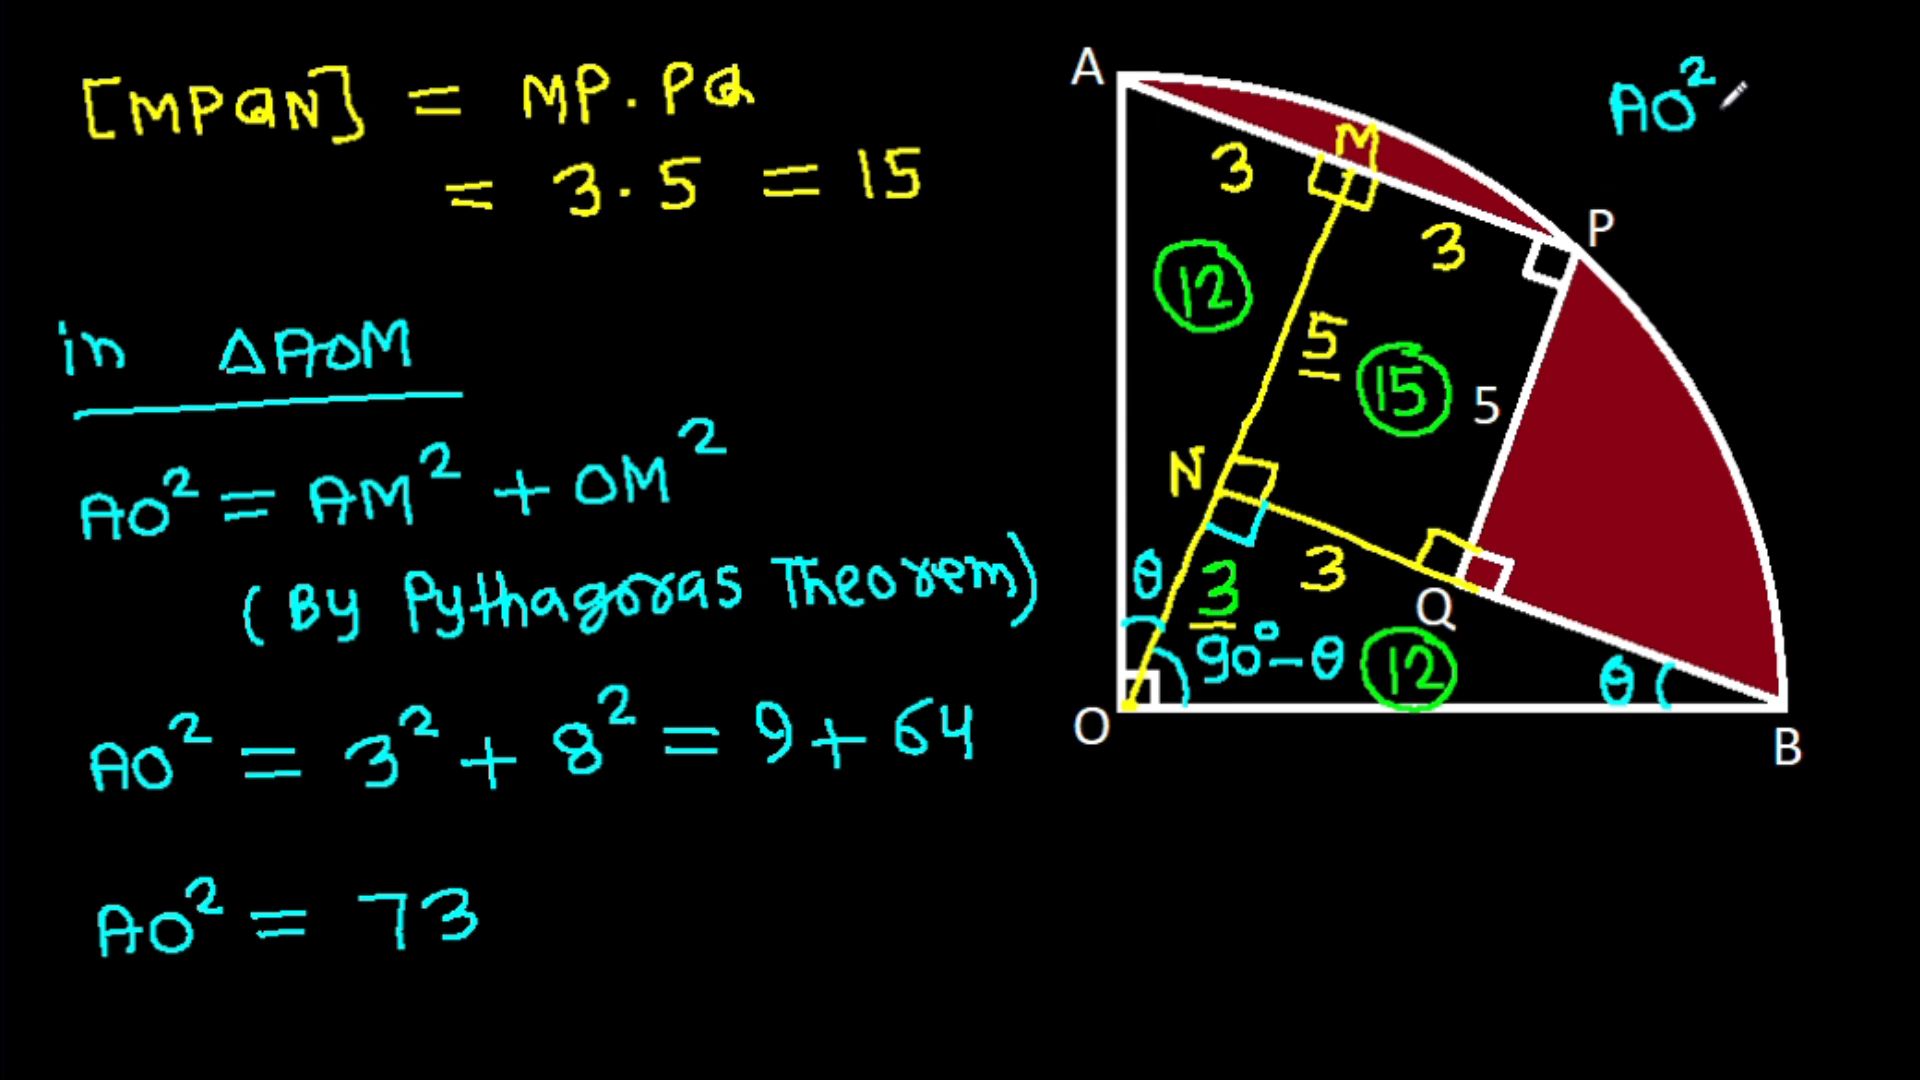 [MPQN] = MP.PQ
= 3.5 = 15
in ΔAOM
AO² = AM² + OM²
(By Pythagoras Theorem)
AO² = 3² + 8² = 9 + 64
AO² = 73
A
AO²
M
3
P
3
12
5
15
5
N
θ
3
3
Q
90°-θ
12
θ
O
B